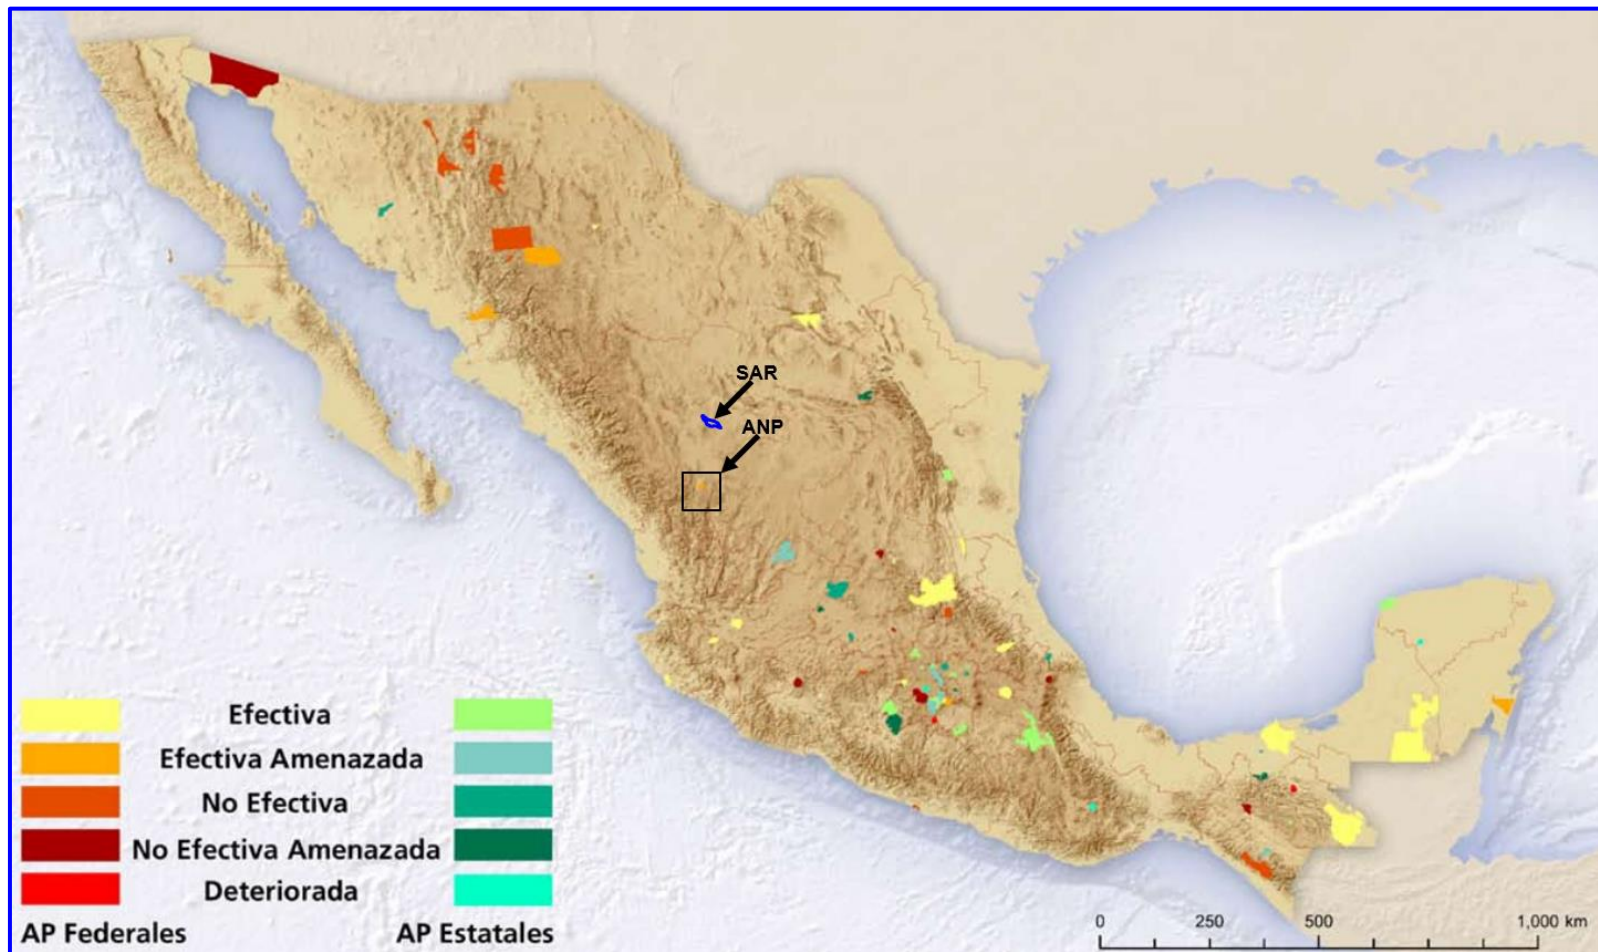 SAR
ANP
Efectiva
Efectiva Amenazada
No Efectiva
No Efectiva Amenazada
Deteriorada
AP Federales AP Estatales
0 250 500 1,000 km